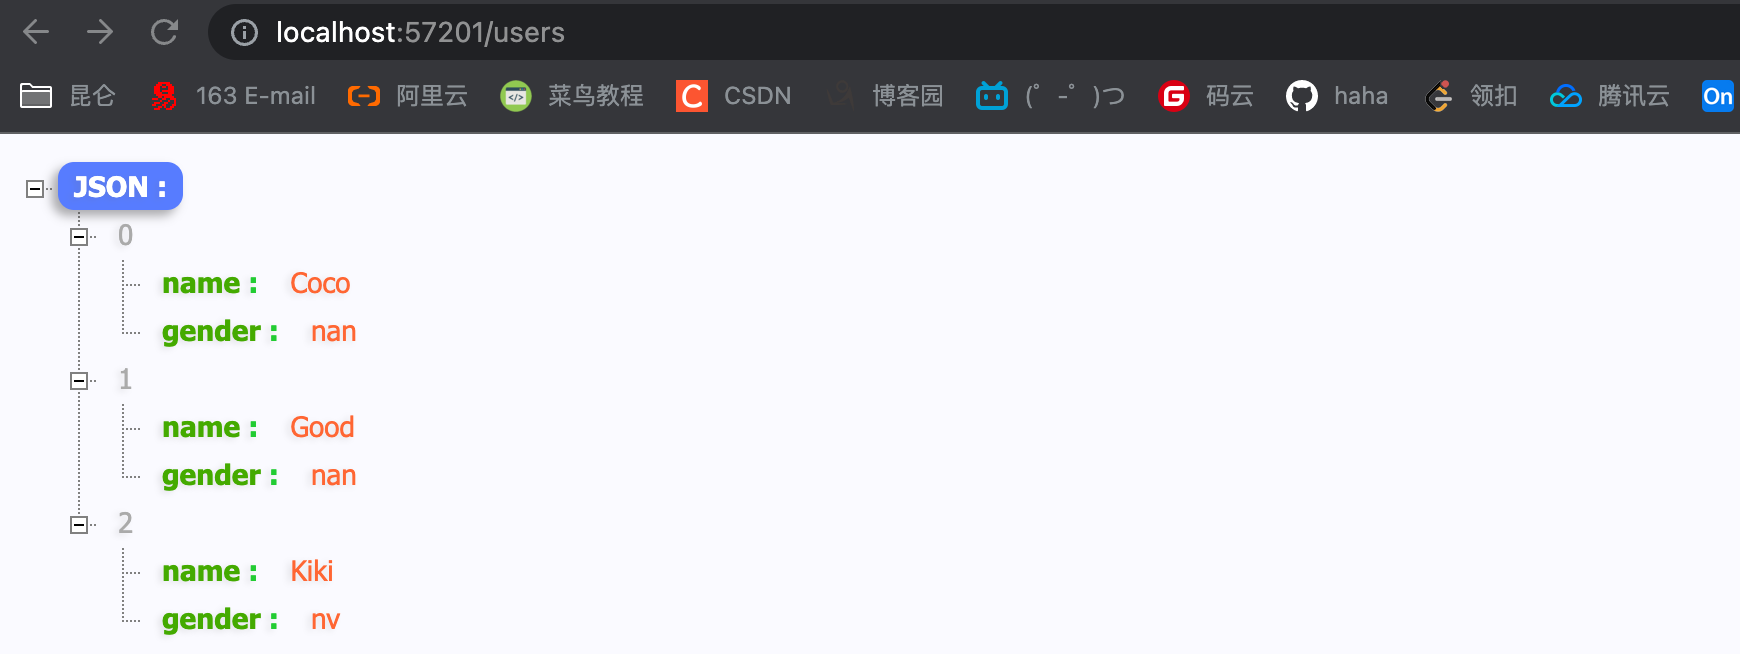 localhost:57201/users
昆仑 163 E-mail 阿里云 菜鸟教程 CSDN 博客园 (゜-゜)つ 码云 haha 领扣 腾讯云 On
JSON :
0
name : Coco
gender : nan
1
name : Good
gender : nan
2
name : Kiki
gender : nv